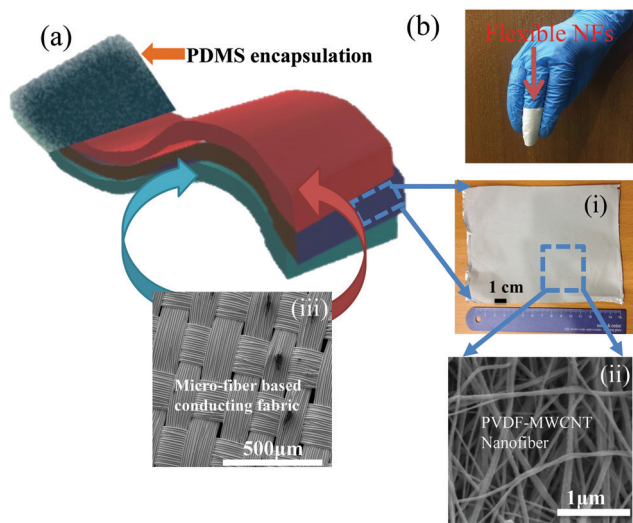 (a)
PDMS encapsulation
(b)
Flexible NFs
(i)
1 cm
(iii)
Micro-fiber based
conducting fabric
500μm
(ii)
PVDF-MWCNT
Nanofiber
1μm